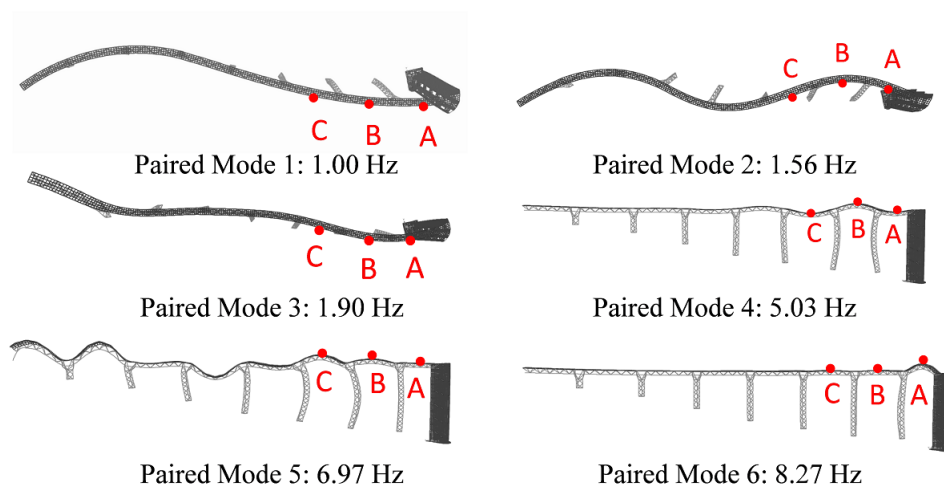 C B A
Paired Mode 1: 1.00 Hz
C B A
Paired Mode 2: 1.56 Hz
C B A
Paired Mode 3: 1.90 Hz
C B A
Paired Mode 4: 5.03 Hz
C B A
Paired Mode 5: 6.97 Hz
C B A
Paired Mode 6: 8.27 Hz